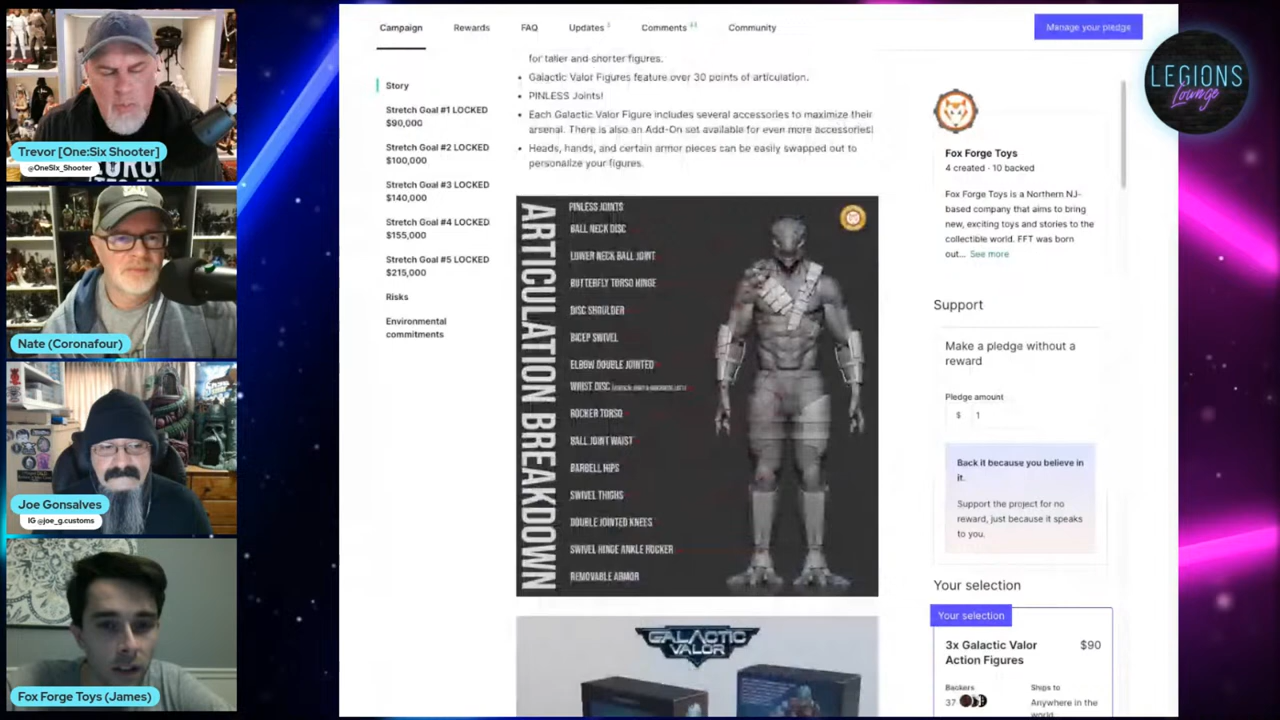 Trevor [One:Six Shooter]
@OneSix_Shooter
Nate (Coronafour)
Joe Gonsalves
IG @joe_g.customs
Fox Forge Toys (James)
Campaign
Rewards
FAQ
Updates 3
Comments
Community
Manage your pledge
LEGIONS
Lounge
Story
Stretch Goal #1 LOCKED
$90,000
Stretch Goal #2 LOCKED
$100,000
Stretch Goal #3 LOCKED
$140,000
Stretch Goal #4 LOCKED
$155,000
Stretch Goal #5 LOCKED
$215,000
Risks
Environmental
commitments
for taller and shorter figures.
• Galactic Valor Figures feature over 30 points of articulation.
• PINLESS Joints!
• Each Galactic Valor Figure includes several accessories to maximize their
arsenal. There is also an Add-On set available for even more accessories!
• Heads, hands, and certain armor pieces can be easily swapped out to
personalize your figures.
ARTICULATION BREAKDOWN
PINLESS JOINTS
BALL NECK DISC
LOWER NECK BALL JOINT
BUTTERFLY TORSO HINGE
DISC SHOULDER
BICEP SWIVEL
ELBOW DOUBLE JOINTED
WRIST DISC
ROCKER TORSO
BALL JOINT WAIST
BARBELL HIPS
SWIVEL THIGHS
DOUBLE JOINTED KNEES
SWIVEL HINGE ANKLE ROCKER
REMOVABLE ARMOR
GALACTIC
VALOR
Fox Forge Toys
4 created · 10 backed
Fox Forge Toys is a Northern NJ-
based company that aims to bring
new, exciting toys and stories to the
collectible world. FFT was born
out... See more
Support
Make a pledge without a
reward
Pledge amount
$ 1
Back it because you believe in
it.
Support the project for no
reward, just because it speaks
to you.
Your selection
Your selection
3x Galactic Valor
Action Figures
$90
Backers
37
Ships to
Anywhere in the
world